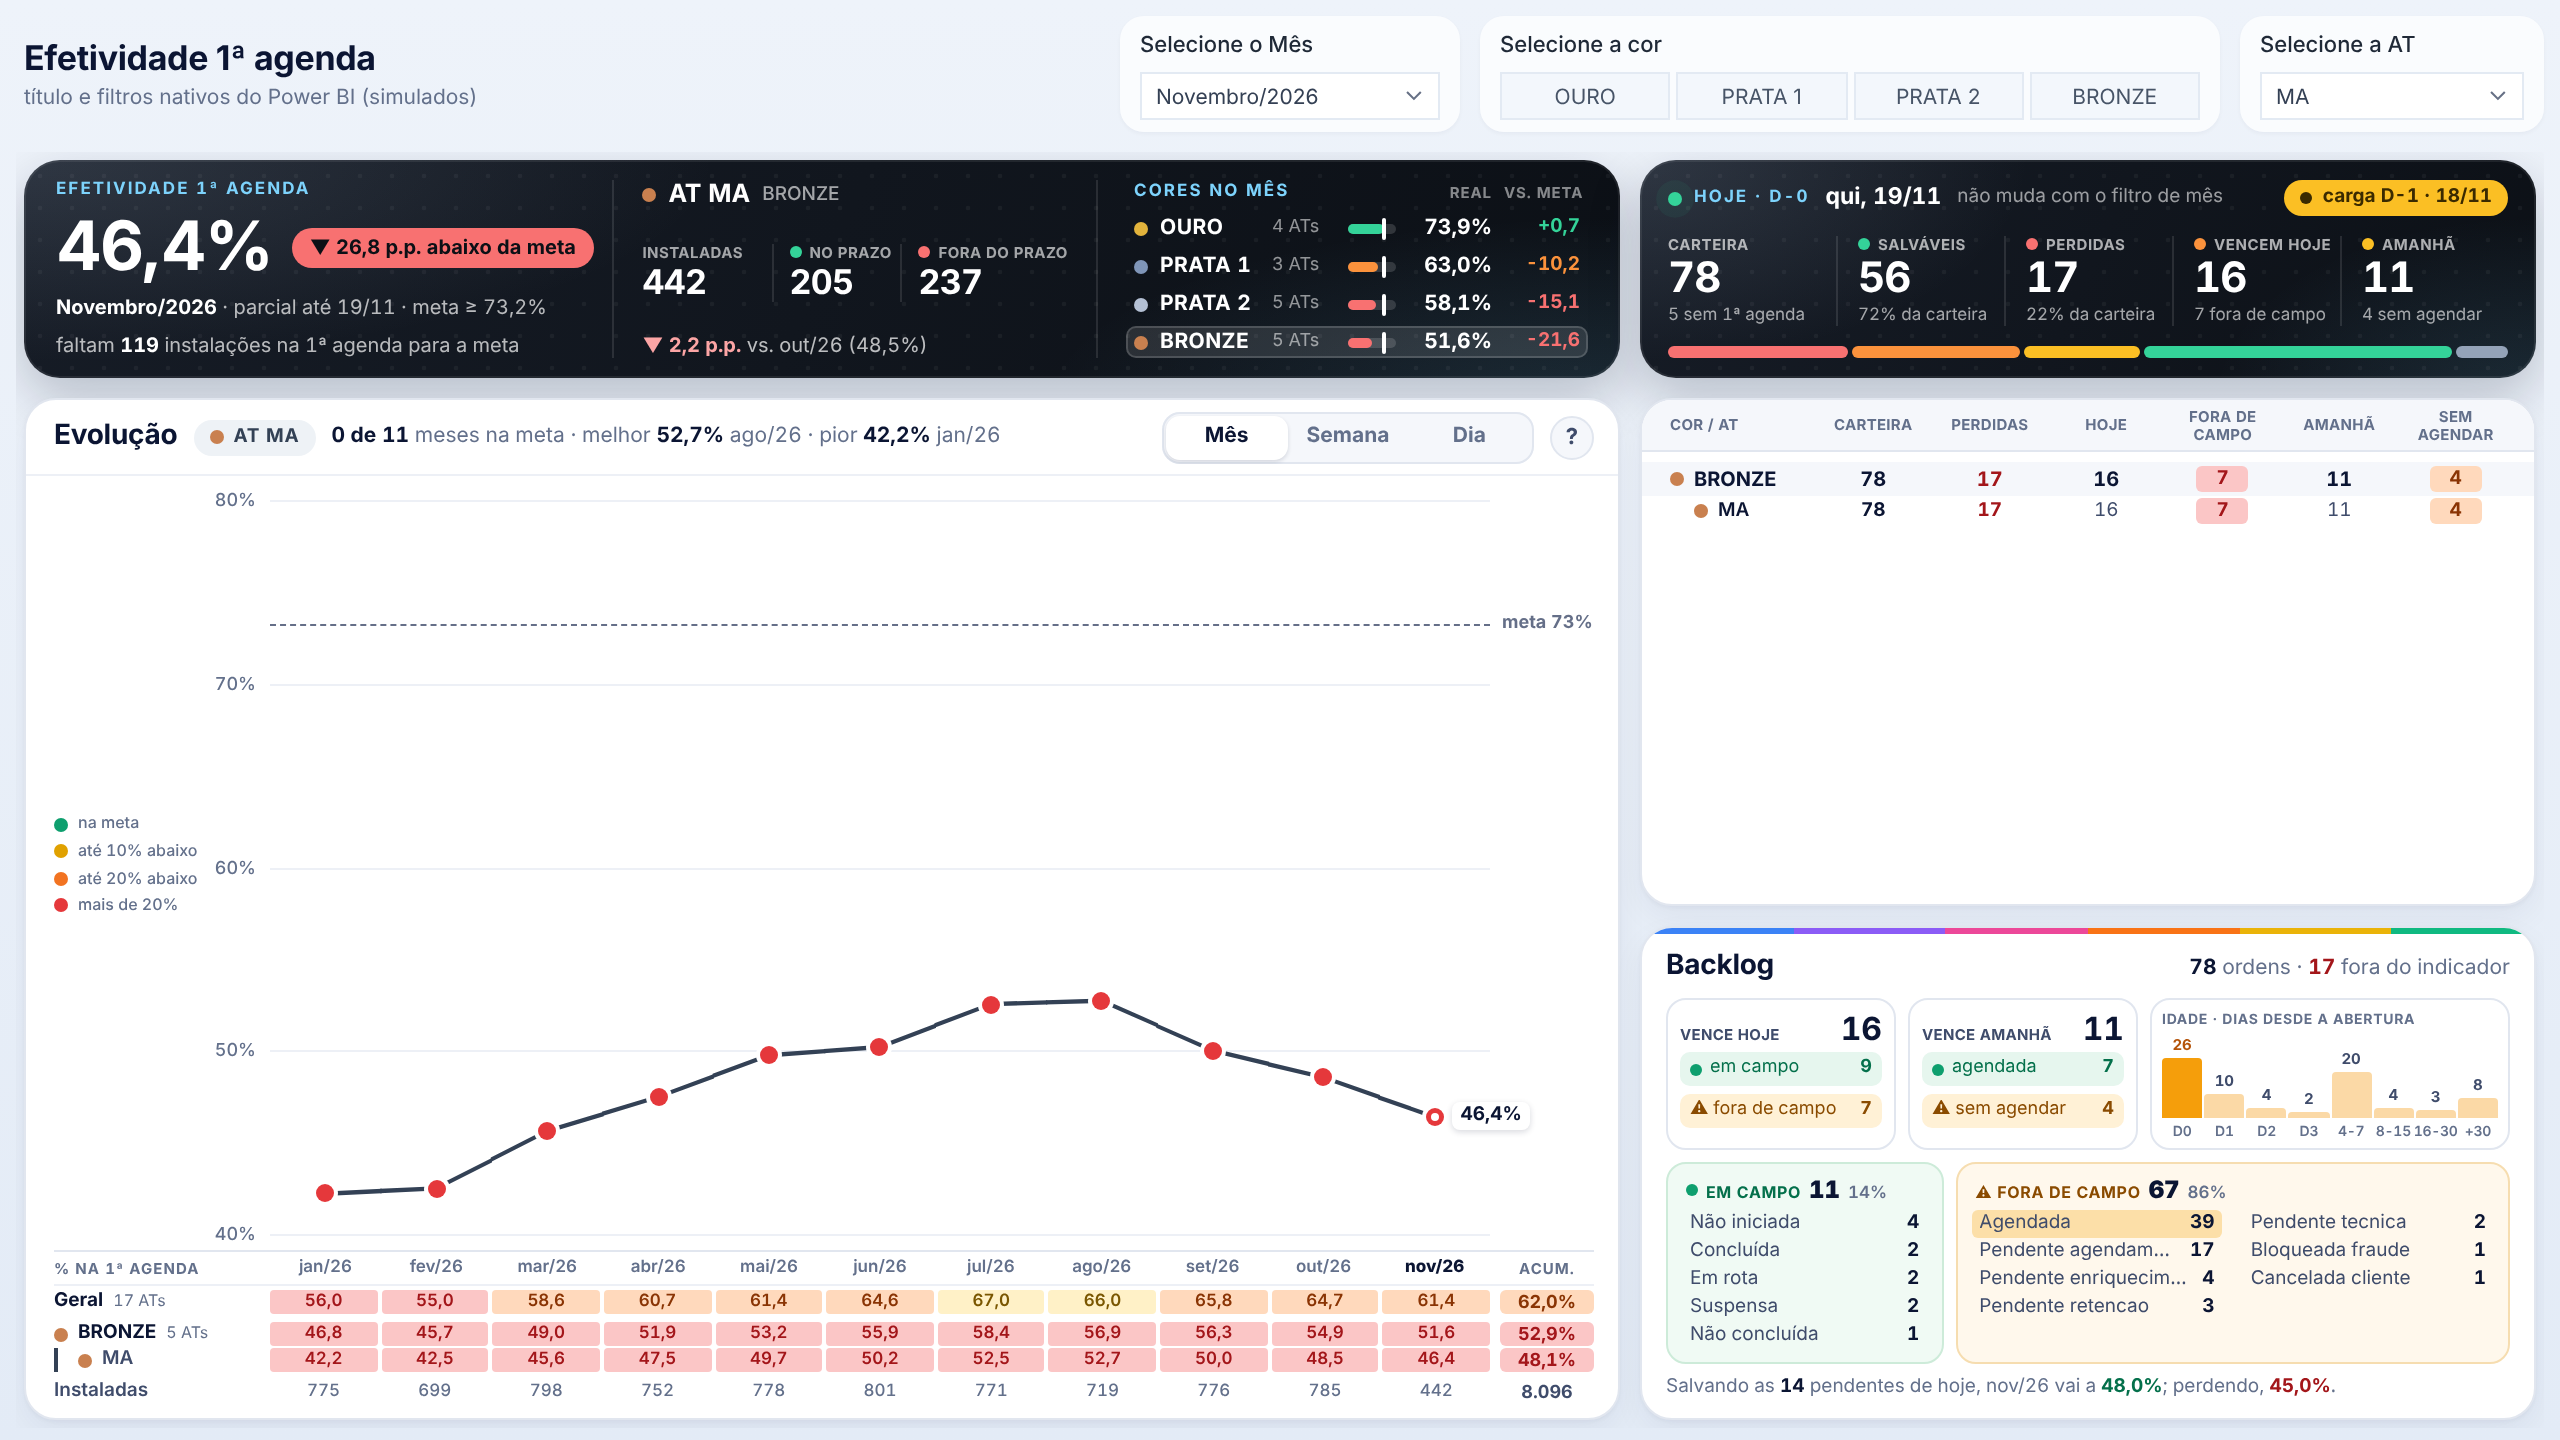 Efetividade 1ª agenda
título e filtros nativos do Power BI (simulados)
Selecione o Mês
Novembro/2026
Selecione a cor
OURO
PRATA 1
PRATA 2
BRONZE
Selecione a AT
MA
EFETIVIDADE 1ª AGENDA
46,4%
▼ 26,8 p.p. abaixo da meta
Novembro/2026 · parcial até 19/11 · meta ≥ 73,2%
faltam 119 instalações na 1ª agenda para a meta
AT MA BRONZE
INSTALADAS
442
NO PRAZO
205
FORA DO PRAZO
237
▼ 2,2 p.p. vs. out/26 (48,5%)
CORES NO MÊS REAL VS. META
OURO 4 ATs 73,9% +0,7
PRATA 1 3 ATs 63,0% -10,2
PRATA 2 5 ATs 58,1% -15,1
BRONZE 5 ATs 51,6% -21,6
HOJE · D-0 qui, 19/11 não muda com o filtro de mês
carga D-1 · 18/11
CARTEIRA
78
5 sem 1ª agenda
SALVÁVEIS
56
72% da carteira
PERDIDAS
17
22% da carteira
VENCEM HOJE
16
7 fora de campo
AMANHÃ
11
4 sem agendar
Evolução AT MA 0 de 11 meses na meta · melhor 52,7% ago/26 · pior 42,2% jan/26
Mês Semana Dia ?
80%
meta 73%
70%
60%
50%
40%
na meta
até 10% abaixo
até 20% abaixo
mais de 20%
46,4%
% NA 1ª AGENDA jan/26 fev/26 mar/26 abr/26 mai/26 jun/26 jul/26 ago/26 set/26 out/26 nov/26 ACUM.
Geral 17 ATs 56,0 55,0 58,6 60,7 61,4 64,6 67,0 66,0 65,8 64,7 61,4 62,0%
BRONZE 5 ATs 46,8 45,7 49,0 51,9 53,2 55,9 58,4 56,9 56,3 54,9 51,6 52,9%
MA 42,2 42,5 45,6 47,5 49,7 50,2 52,5 52,7 50,0 48,5 46,4 48,1%
Instaladas 775 699 798 752 778 801 771 719 776 785 442 8.096
COR / AT CARTEIRA PERDIDAS HOJE FORA DE CAMPO AMANHÃ SEM AGENDAR
BRONZE 78 17 16 7 11 4
MA 78 17 16 7 11 4
Backlog
78 ordens · 17 fora do indicador
VENCE HOJE 16
em campo 9
fora de campo 7
VENCE AMANHÃ 11
agendada 7
sem agendar 4
IDADE · DIAS DESDE A ABERTURA
26 10 4 2 20 4 3 8
D0 D1 D2 D3 4-7 8-15 16-30 +30
EM CAMPO 11 14%
Não iniciada 4
Concluída 2
Em rota 2
Suspensa 2
Não concluída 1
FORA DE CAMPO 67 86%
Agendada 39
Pendente agendam... 17
Pendente enriquecim... 4
Pendente retencao 3
Pendente tecnica 2
Bloqueada fraude 1
Cancelada cliente 1
Salvando as 14 pendentes de hoje, nov/26 vai a 48,0%; perdendo, 45,0%.